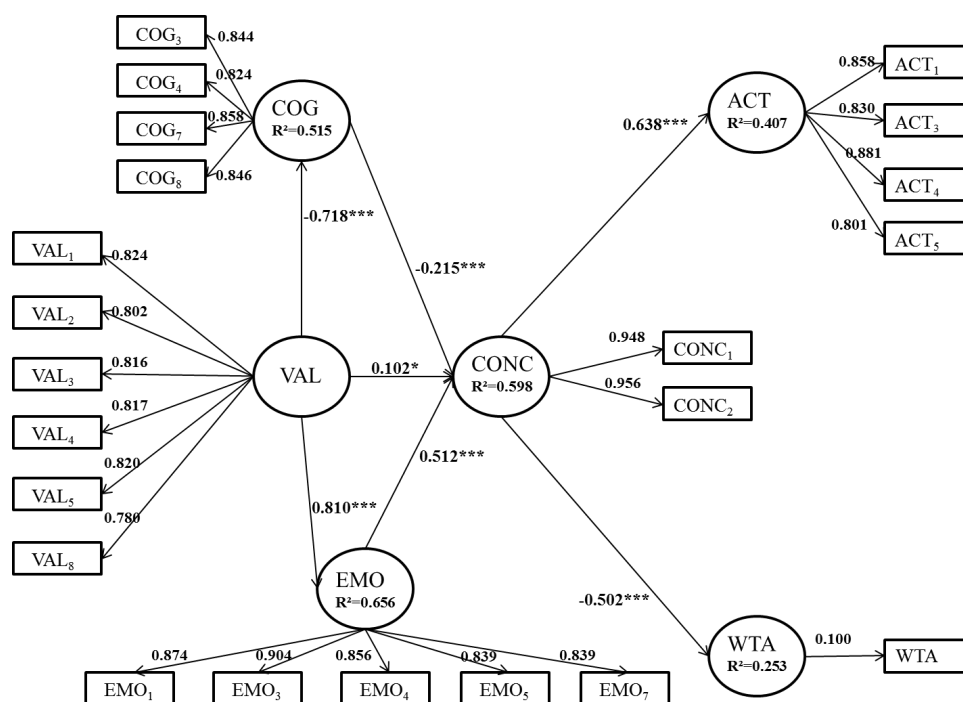 COG₃
0.844
COG₄
0.824
COG₇
0.858
COG₈
0.846
COG
R²=0.515
ACT
R²=0.407
0.858
ACT₁
0.830
ACT₃
0.881
ACT₄
0.801
ACT₅
0.638***
-0.718***
-0.215***
VAL₁
0.824
VAL₂
0.802
VAL₃
0.816
VAL₄
0.817
VAL₅
0.820
VAL₈
0.780
VAL
0.102*
CONC
R²=0.598
0.948
CONC₁
0.956
CONC₂
0.512***
0.810***
-0.502***
EMO
R²=0.656
0.874
0.904
0.856
0.839
0.839
EMO₁
EMO₃
EMO₄
EMO₅
EMO₇
WTA
R²=0.253
0.100
WTA